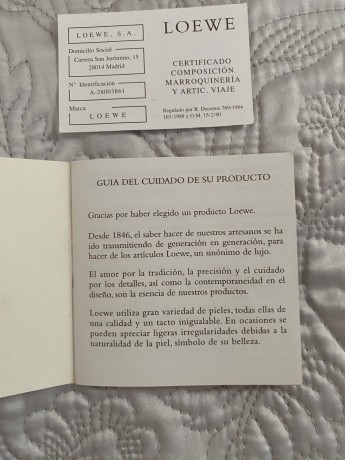 LOEWE, S.A.
Domicilio Social
Carrera San Jerónimo, 15
28014 Madrid
N° Identificación
A-28003861
Marca
LOEWE
LOEWE
CERTIFICADO
COMPOSICIÓN
MARROQUINERÍA
Y ARTIC. VIAJE
Regulado por R. Decretos 769/1984
165/1988 y O.M. 15/2/90
GUIA DEL CUIDADO DE SU PRODUCTO
Gracias por haber elegido un producto Loewe.
Desde 1846, el saber hacer de nuestros artesanos se ha
ido transmitiendo de generación en generación, para
hacer de los artículos Loewe, un sinónimo de lujo.
El amor por la tradición, la precisión y el cuidado
por los detalles, así como la contemporaneidad en el
diseño, son la esencia de nuestros productos.
Loewe utiliza gran variedad de pieles, todas ellas de
una calidad y un tacto inigualable. En ocasiones se
pueden apreciar ligeras irregularidades debidas a la
naturalidad de la piel, símbolo de su belleza.